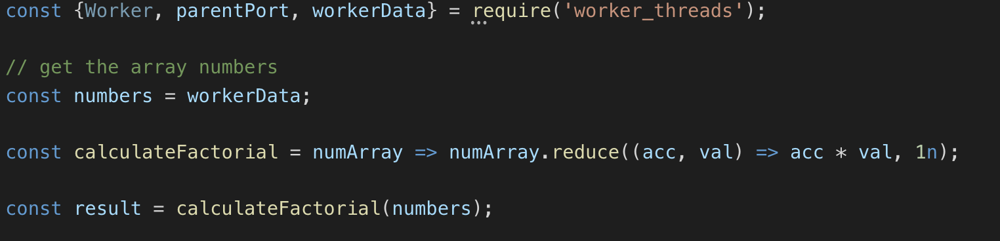 const {Worker, parentPort, workerData} = require('worker_threads');
// get the array numbers
const numbers = workerData;
const calculateFactorial = numArray => numArray.reduce((acc, val) => acc * val, 1n);
const result = calculateFactorial(numbers);